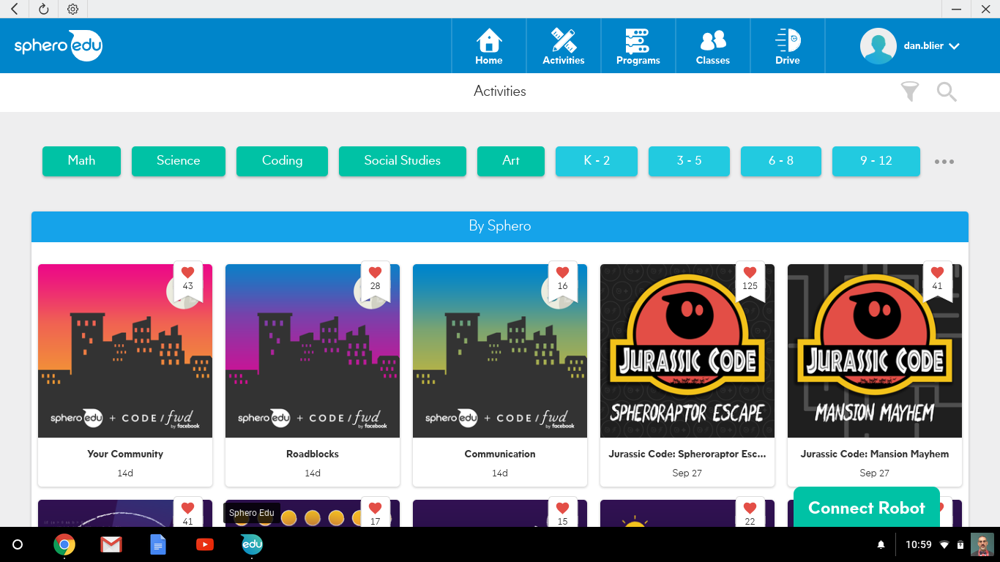 sphero edu
Home
Activities
Programs
Classes
Drive
dan.blier
Activities
Math
Science
Coding
Social Studies
Art
K - 2
3 - 5
6 - 8
9 - 12
By Sphero
43
28
16
125
41
JURASSIC CODE
JURASSIC CODE
sphero edu + CODE/fwd
by facebook
sphero edu + CODE/fwd
by facebook
sphero edu + CODE/fwd
by facebook
SPHERORAPTOR ESCAPE
MANSION MAYHEM
Your Community
Roadblocks
Communication
Jurassic Code: Spheroraptor Esc...
Jurassic Code: Mansion Mayhem
14d
14d
14d
Sep 27
Sep 27
41
17
15
22
Sphero Edu
Connect Robot
edu
10:59